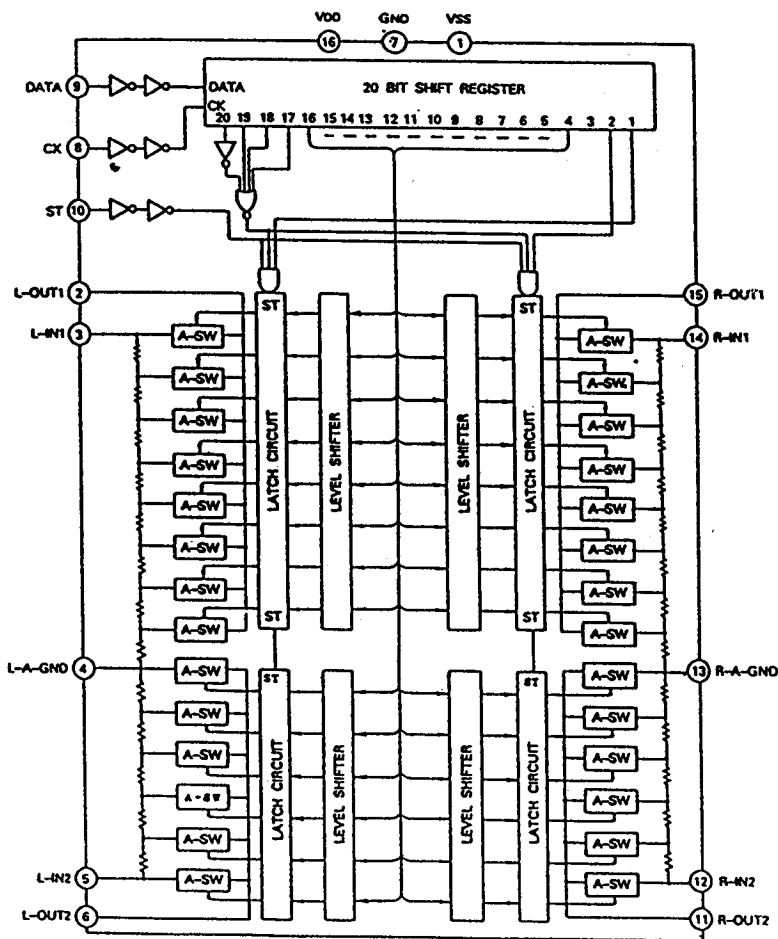 VDD GND VSS
16 7 1
DATA 9
DATA 20 BIT SHIFT REGISTER
CK
20 19 18 17 16 15 14 13 12 11 10 9 8 7 6 5 4 3 2 1
CX 8
ST 10
L-OUT1 2
ST
ST
15 R-OUT1
L-IN1 3
A-SW
A-SW
14 R-IN1
A-SW
A-SW.
A-SW
A-SW
A-SW
A-SW
LATCH CIRCUIT
LEVEL SHIFTER
LEVEL SHIFTER
LATCH CIRCUIT
A-SW
A-SW
A-SW
A-SW
A-SW
A-SW
A-SW
ST
ST
A-SW
L-A-GND 4
A-SW
ST
ST
A-SW
13 R-A-GND
A-SW
A-SW
A-SW
A-SW
LATCH CIRCUIT
LEVEL SHIFTER
LEVEL SHIFTER
LATCH CIRCUIT
A-SW
A-SW
A-SW
A-SW
L-IN2 5
A-SW
A-SW
12 R-IN2
L-OUT2 6
11 R-OUT2